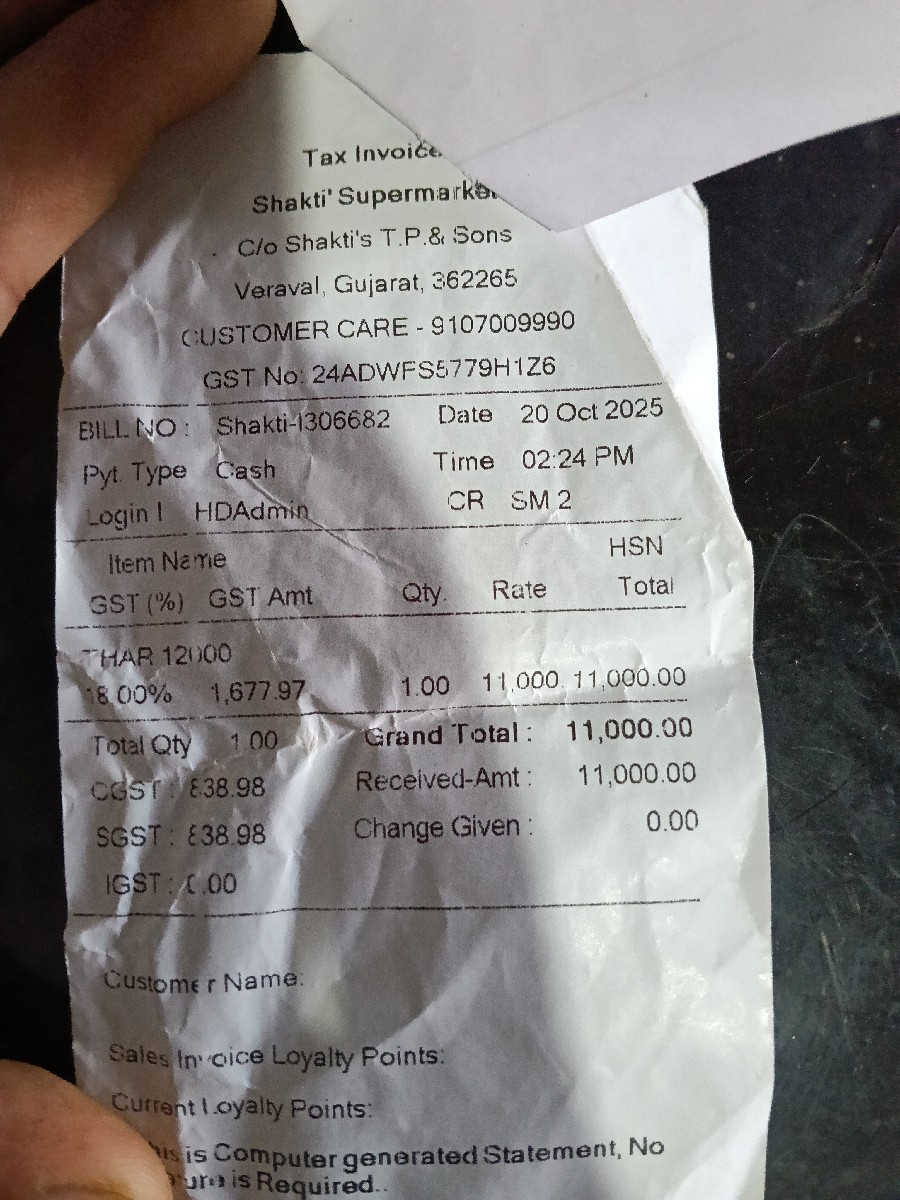 Tax Invoice
Shakti' Supermarket
C/o Shakti's T.P.& Sons
Veraval, Gujarat, 362265
CUSTOMER CARE - 9107009990
GST No: 24ADWFS5779H1Z6
BILL NO : Shakti-I306682 Date 20 Oct 2025
Pyt. Type Cash Time 02:24 PM
Login I HDAdmin CR SM 2
Item Name HSN
GST (%) GST Amt Qty. Rate Total
THAR 12000
18.00% 1,677.97 1.00 11,000. 11,000.00
Total Qty 1.00 Grand Total : 11,000.00
CGST : 838.98 Received-Amt : 11,000.00
SGST : 838.98 Change Given : 0.00
IGST : 0.00
Customer Name:
Sales Invoice Loyalty Points:
Current Loyalty Points:
is Computer generated Statement, No
is Required..